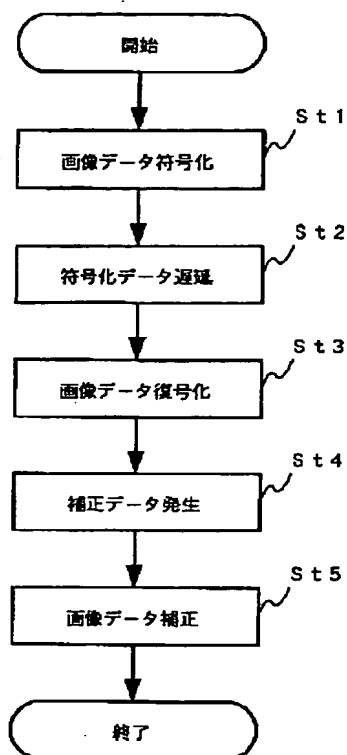 開始
St1
画像データ符号化
St2
符号化データ遅延
St3
画像データ復号化
St4
補正データ発生
St5
画像データ補正
終了